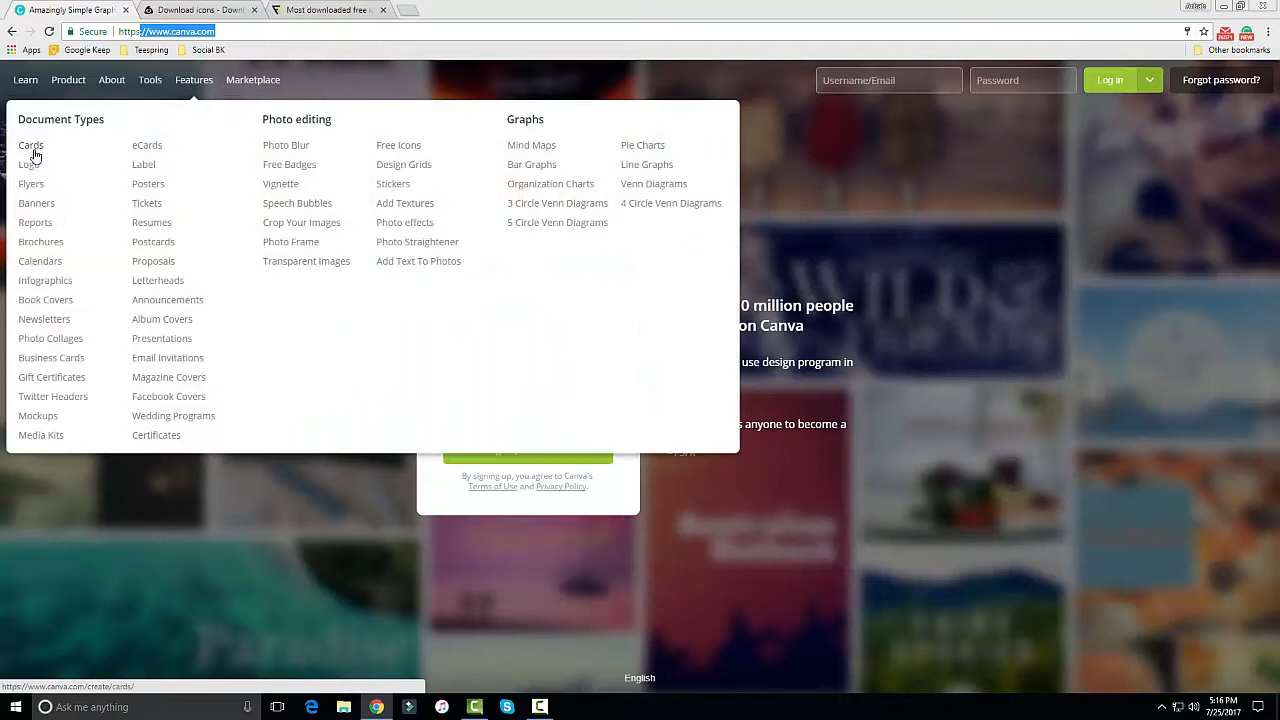 Amazingly Simple Graph
Download icons - Downl
Most downloaded free i
Secure
https://www.canva.com
26071
NEW
Apps
Google Keep
Teespring
Social BK
Other bookmarks
Learn
Product
About
Tools
Features
Marketplace
Username/Email
Password
Log in
Forgot password?
Document Types
Cards
eCards
Logo
Label
Flyers
Posters
Banners
Tickets
Reports
Resumes
Brochures
Postcards
Calendars
Proposals
Infographics
Letterheads
Book Covers
Announcements
Newsletters
Album Covers
Photo Collages
Presentations
Business Cards
Email Invitations
Gift Certificates
Magazine Covers
Twitter Headers
Facebook Covers
Mockups
Wedding Programs
Media Kits
Certificates
Photo editing
Photo Blur
Free Icons
Free Badges
Design Grids
Vignette
Stickers
Speech Bubbles
Add Textures
Crop Your Images
Photo effects
Photo Frame
Photo Straightener
Transparent Images
Add Text To Photos
Graphs
Mind Maps
Pie Charts
Bar Graphs
Line Graphs
Organization Charts
Venn Diagrams
3 Circle Venn Diagrams
4 Circle Venn Diagrams
5 Circle Venn Diagrams
0 million people
on Canva
use design program in
s anyone to become a
By signing up, you agree to Canva's
Terms of Use and Privacy Policy.
WILD &
Australian
Outback
Paradise
English
https://www.canva.com/create/cards/
Ask me anything
5:16 PM
7/25/2017